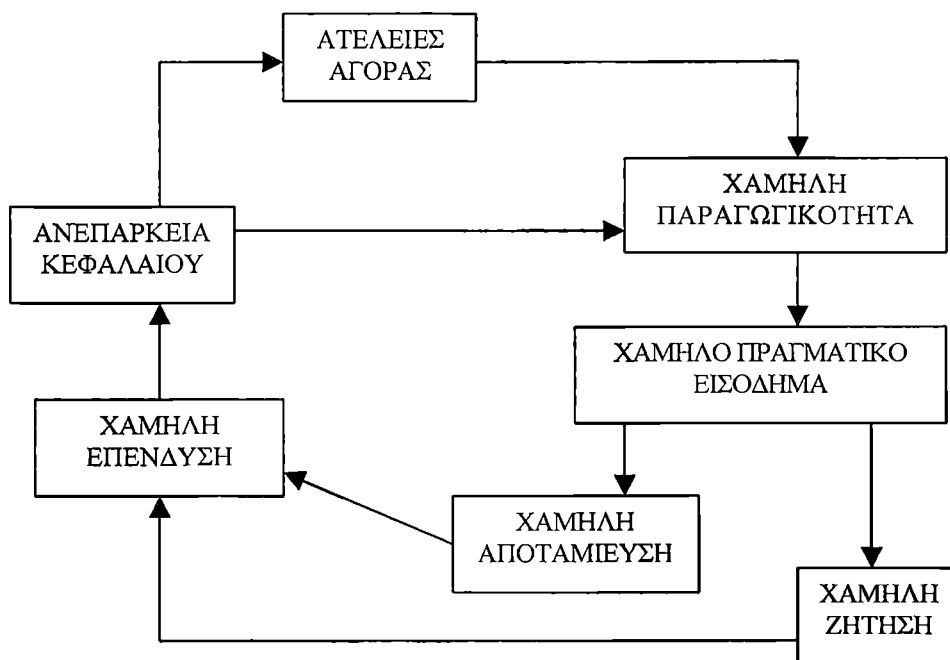 ΑΤΕΛΕΙΕΣ
ΑΓΟΡΑΣ
ΧΑΜΗΛΗ
ΠΑΡΑΓΩΓΙΚΟΤΗΤΑ
ΑΝΕΠΑΡΚΕΙΑ
ΚΕΦΑΛΑΙΟΥ
ΧΑΜΗΛΟ ΠΡΑΓΜΑΤΙΚΟ
ΕΙΣΟΔΗΜΑ
ΧΑΜΗΛΗ
ΕΠΕΝΔΥΣΗ
ΧΑΜΗΛΗ
ΑΠΟΤΑΜΙΕΥΣΗ
ΧΑΜΗΛΗ
ΖΗΤΗΣΗ